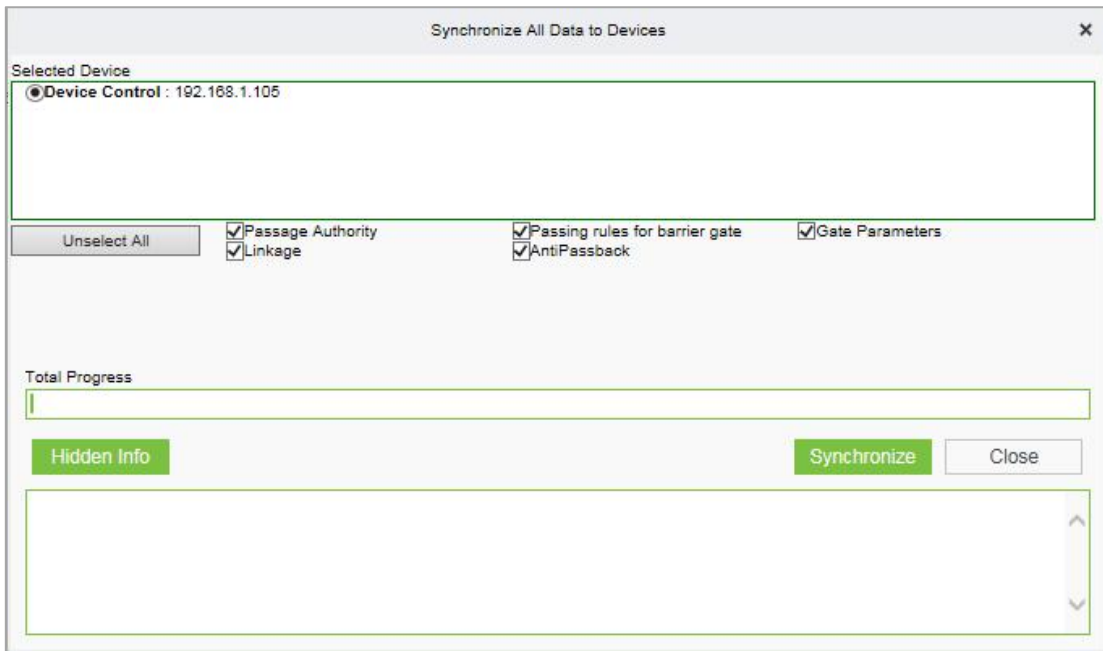 Synchronize All Data to Devices
Selected Device
Device Control : 192.168.1.105
Unselect All
Passage Authority Passing rules for barrier gate Gate Parameters
Linkage AntiPassback
Total Progress
Hidden Info Synchronize Close